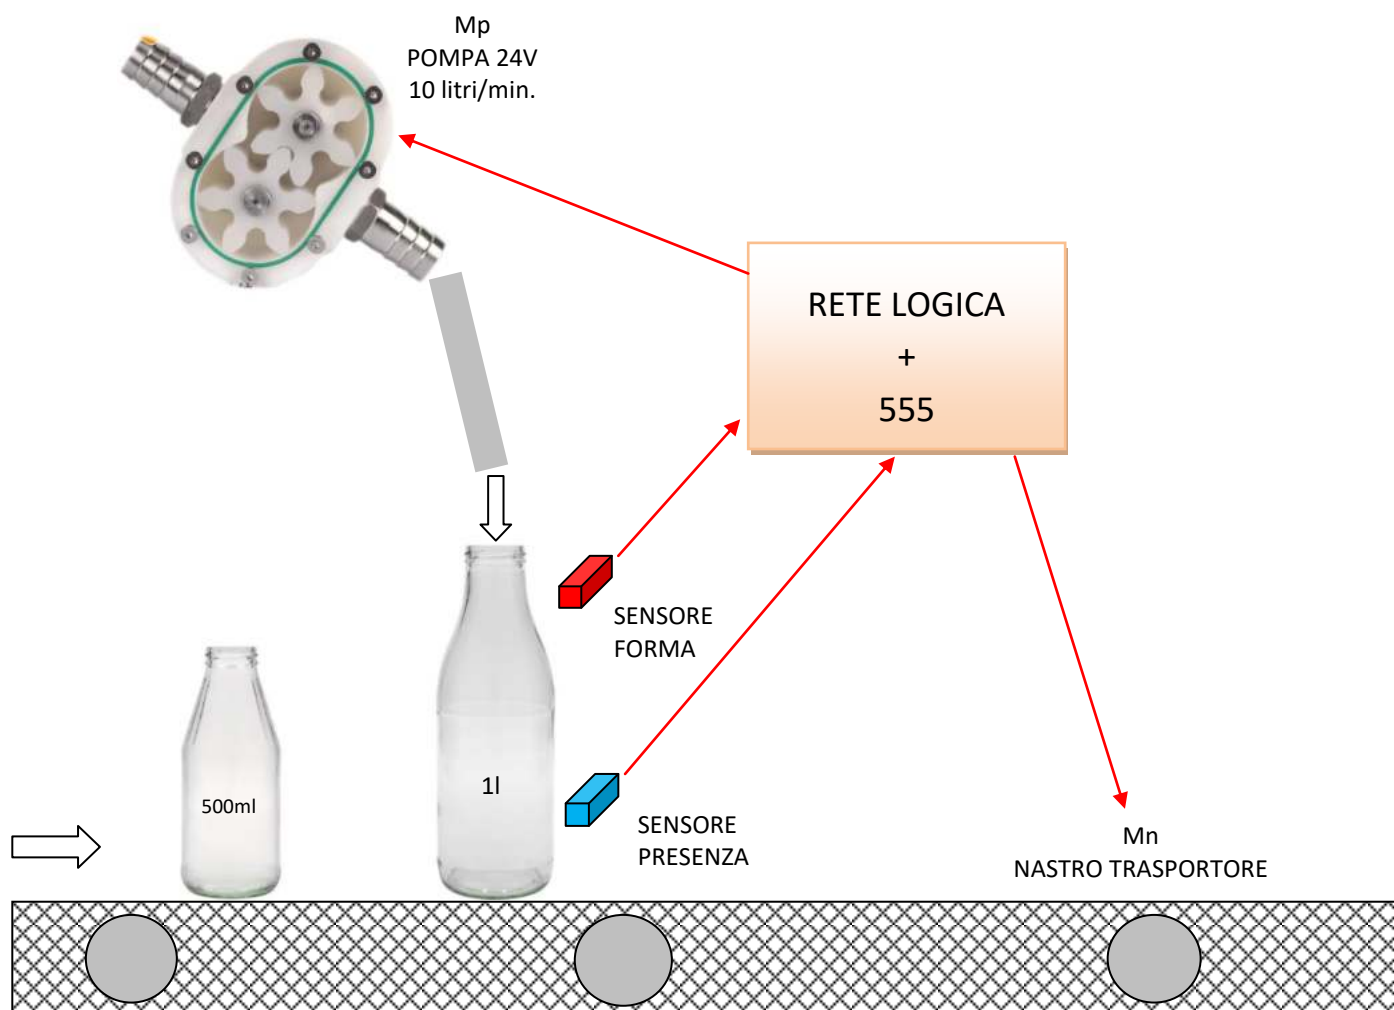 Mp
POMPA 24V
10 litri/min.
RETE LOGICA
+
555
SENSORE
FORMA
1l
500ml
SENSORE
PRESENZA
Mn
NASTRO TRASPORTORE